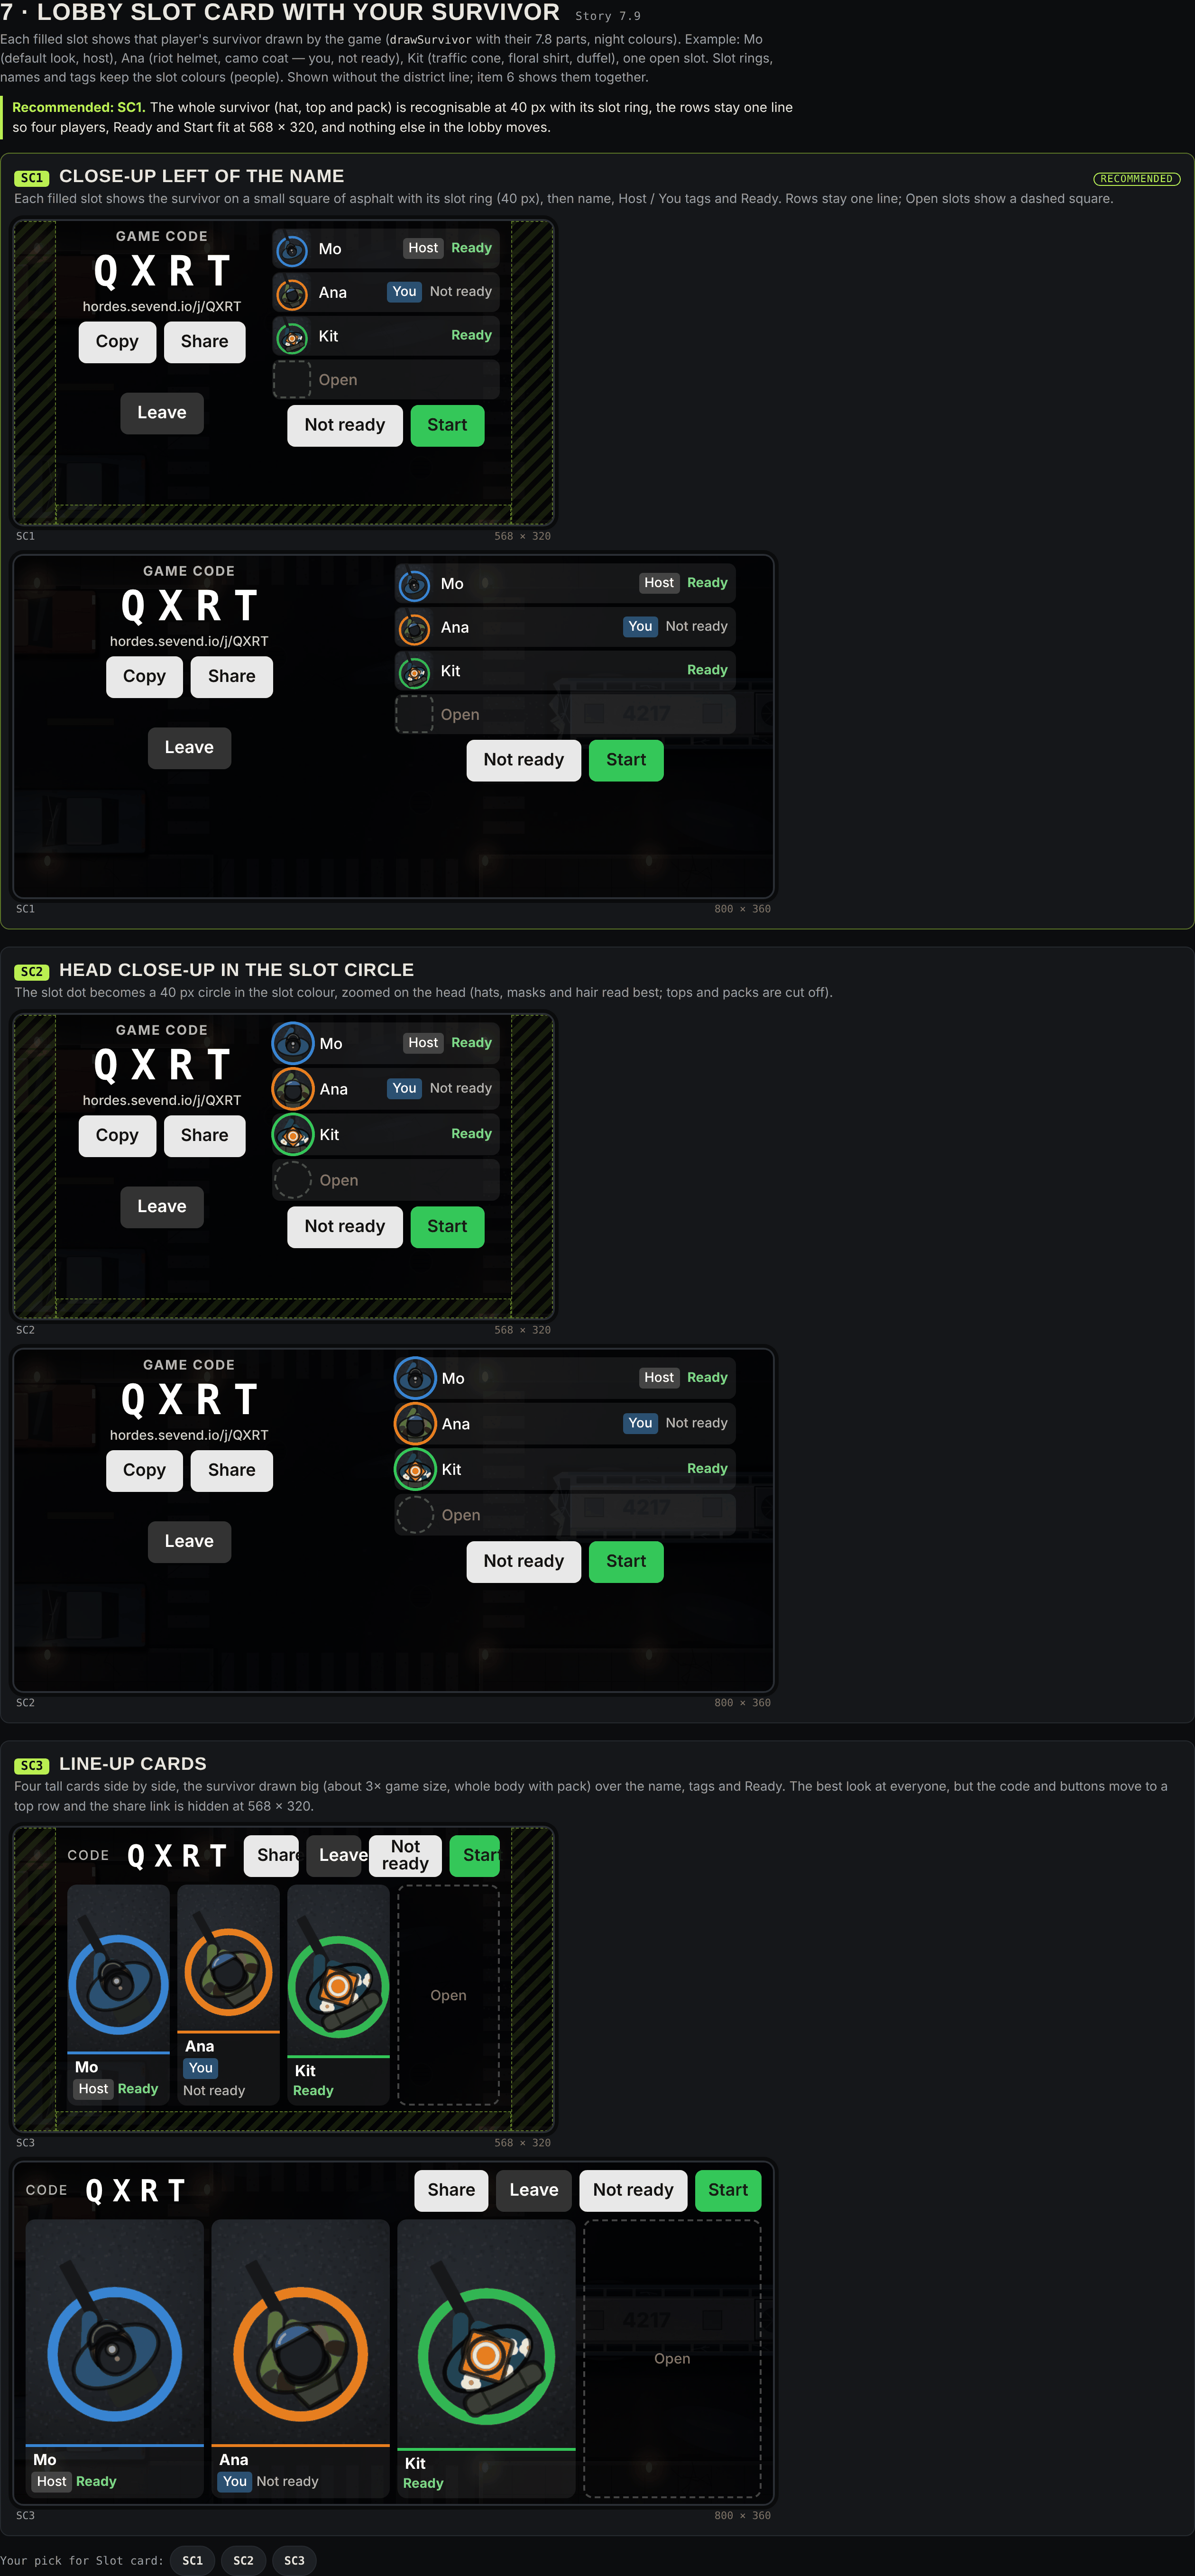 7 · LOBBY SLOT CARD WITH YOUR SURVIVOR Story 7.9
Each filled slot shows that player's survivor drawn by the game (drawSurvivor with their 7.8 parts, night colours). Example: Mo
(default look, host), Ana (riot helmet, camo coat — you, not ready), Kit (traffic cone, floral shirt, duffel), one open slot. Slot rings,
names and tags keep the slot colours (people). Shown without the district line; item 6 shows them together.
Recommended: SC1. The whole survivor (hat, top and pack) is recognisable at 40 px with its slot ring, the rows stay one line
so four players, Ready and Start fit at 568 × 320, and nothing else in the lobby moves.
SC1 CLOSE-UP LEFT OF THE NAME RECOMMENDED
Each filled slot shows the survivor on a small square of asphalt with its slot ring (40 px), then name, Host / You tags and Ready. Rows stay one line; Open slots show a dashed square.
GAME CODE
QXRT
hordes.sevend.io/j/QXRT
Copy Share
Leave
Mo Host Ready
Ana You Not ready
Kit Ready
Open
Not ready Start
SC1 568 × 320
GAME CODE
QXRT
hordes.sevend.io/j/QXRT
Copy Share
Leave
Mo Host Ready
Ana You Not ready
Kit Ready
Open 4217
Not ready Start
SC1 800 × 360
SC2 HEAD CLOSE-UP IN THE SLOT CIRCLE
The slot dot becomes a 40 px circle in the slot colour, zoomed on the head (hats, masks and hair read best; tops and packs are cut off).
GAME CODE
QXRT
hordes.sevend.io/j/QXRT
Copy Share
Leave
Mo Host Ready
Ana You Not ready
Kit Ready
Open
Not ready Start
SC2 568 × 320
GAME CODE
QXRT
hordes.sevend.io/j/QXRT
Copy Share
Leave
Mo Host Ready
Ana You Not ready
Kit Ready
Open 4217
Not ready Start
SC2 800 × 360
SC3 LINE-UP CARDS
Four tall cards side by side, the survivor drawn big (about 3× game size, whole body with pack) over the name, tags and Ready. The best look at everyone, but the code and buttons move to a
top row and the share link is hidden at 568 × 320.
CODE QXRT Share Leave Not ready Start
Mo
Host Ready
Ana
You
Not ready
Kit
Ready
Open
SC3 568 × 320
CODE QXRT Share Leave Not ready Start
Mo
Host Ready
Ana
You Not ready
Kit
Ready
4217
Open
SC3 800 × 360
Your pick for Slot card: SC1 SC2 SC3